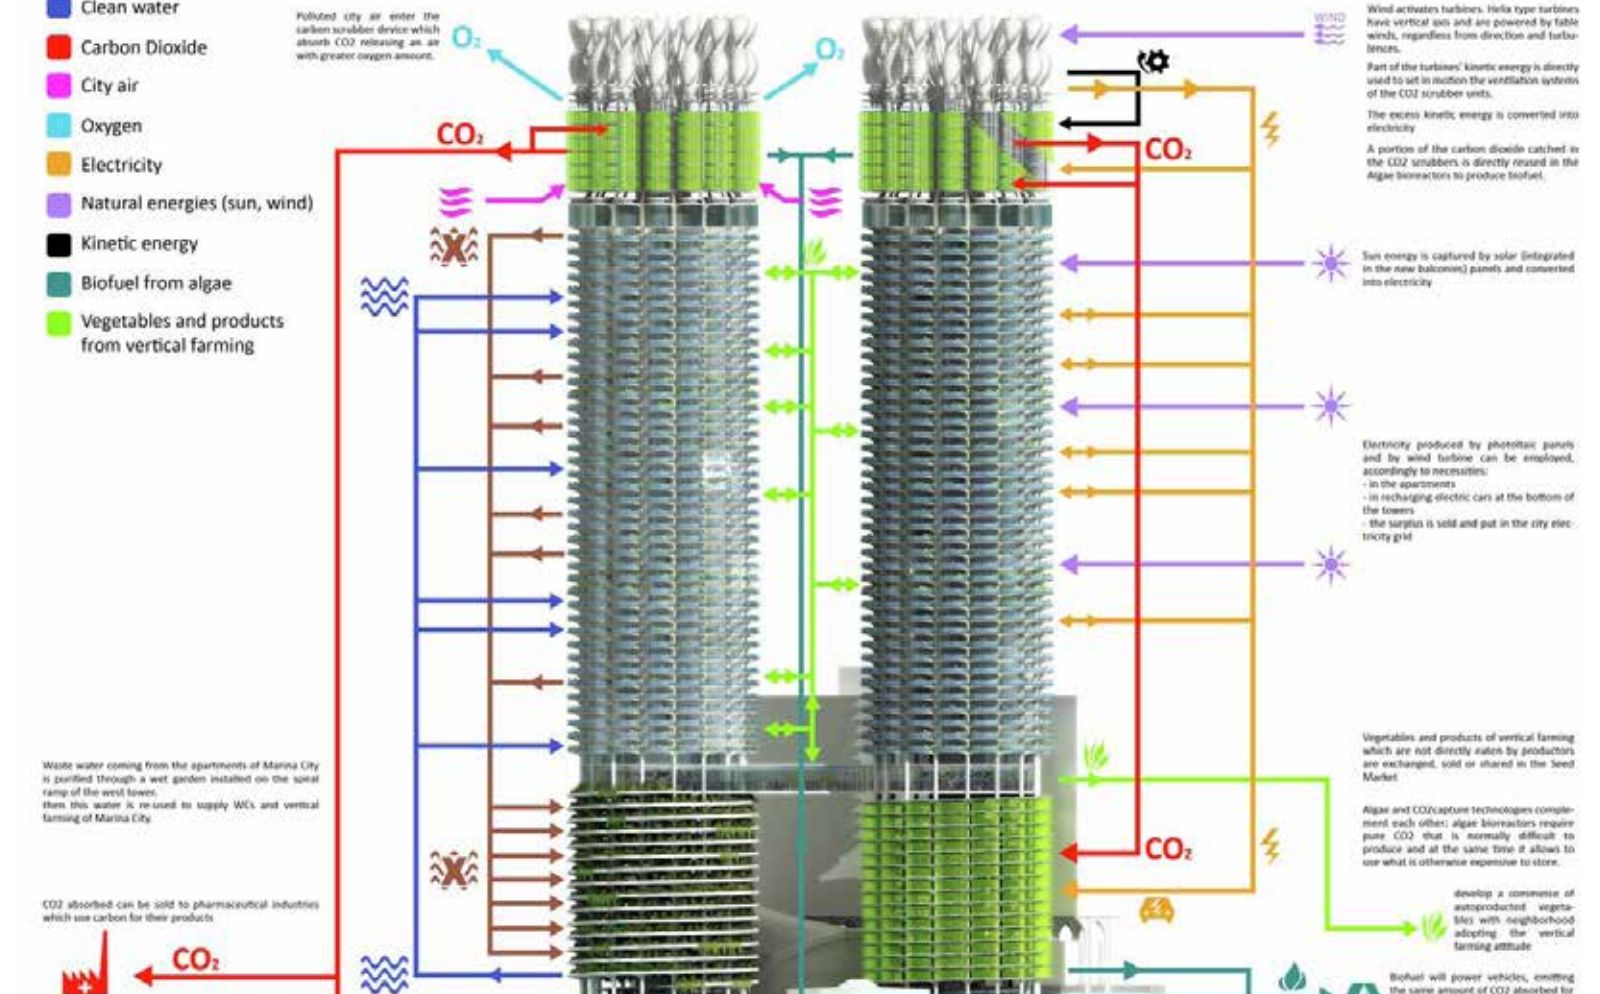 Clean water
Carbon Dioxide
City air
Oxygen
Electricity
Natural energies (sun, wind)
Kinetic energy
Biofuel from algae
Vegetables and products
from vertical farming
Polluted city air enter the
carbon scrubber device which
absorb CO2 releasing an air
with greater oxygen amount.
O2
O2
CO2
WIND
CO2
Wind activates turbines. Helix type turbines
have vertical axis and are powered by fable
winds, regardless from direction and turbu-
lences.
Part of the turbines' kinetic energy is directly
used to set in motion the ventilation systems
of the CO2 scrubber units.
The excess kinetic energy is converted into
electricity
A portion of the carbon dioxide catched in
the CO2 scrubbers is directly reused in the
Algae bioreactors to produce biofuel.
Sun energy is captured by solar (integrated
in the new balconies) panels and converted
into electricity
Electricity produced by photoltaic panels
and by wind turbine can be employed,
accordingly to necessities:
- in the apartments
- in recharging electric cars at the bottom of
the towers
- the surplus is sold and put in the city elec-
tricity grid
Waste water coming from the apartments of Marina City
is purified through a wet garden installed on the spiral
ramp of the west tower.
then this water is re-used to supply WCs and vertical
farming of Marina City.
CO2 absorbed can be sold to pharmaceutical industries
which use carbon for their products
CO2
CO2
Vegetables and products of vertical farming
which are not directly eaten by productors
are exchanged, sold or shared in the Seed
Market
Algae and CO2capture technologies comple-
ment each other: algae bioreactors require
pure CO2 that is normally difficult to
produce and at the same time it allows to
use what is otherwise expensive to store.
develop a commerce of
autoproducted vegeta-
bles with neighborhood
adopting the vertical
farming attitude
Biofuel will power vehicles, emitting
the same amount of CO2 absorbed for